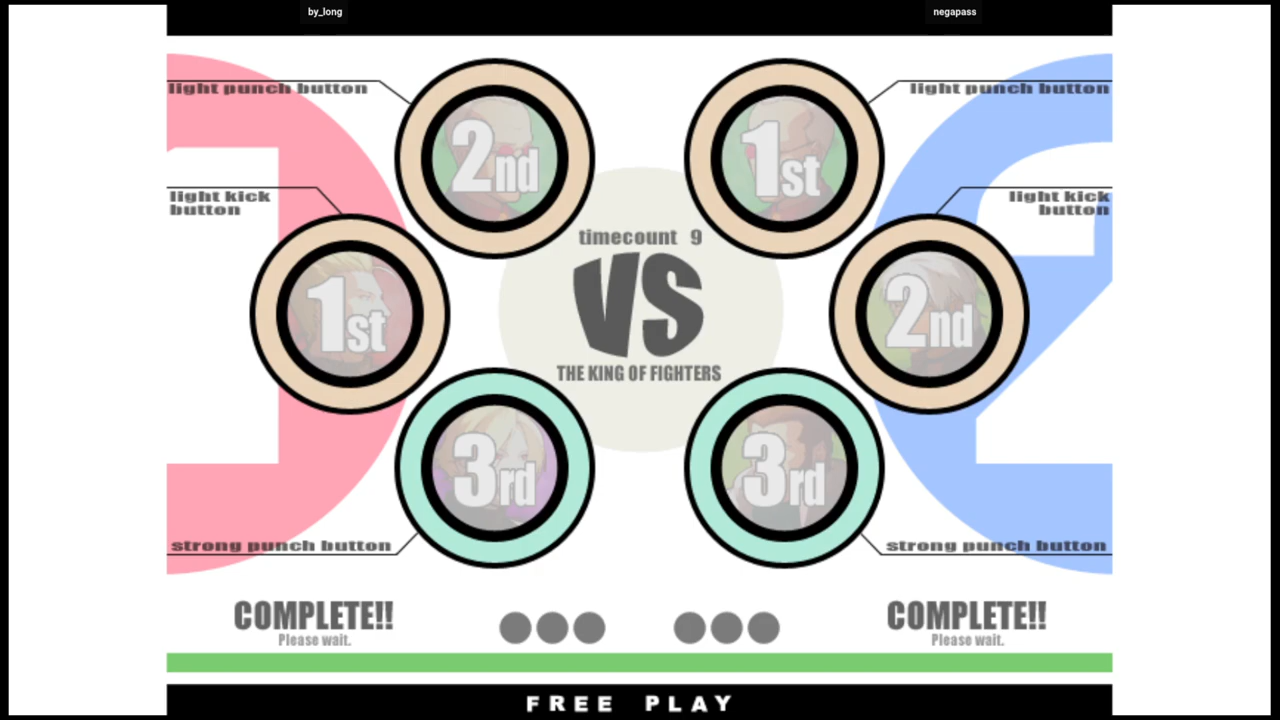 by_long
negapass
light punch button
light punch button
2nd
1st
light kick
button
light kick
button
timecount 9
VS
THE KING OF FIGHTERS
1st
2nd
3rd
3rd
strong punch button
strong punch button
COMPLETE!!
Please wait.
COMPLETE!!
Please wait.
FREE PLAY